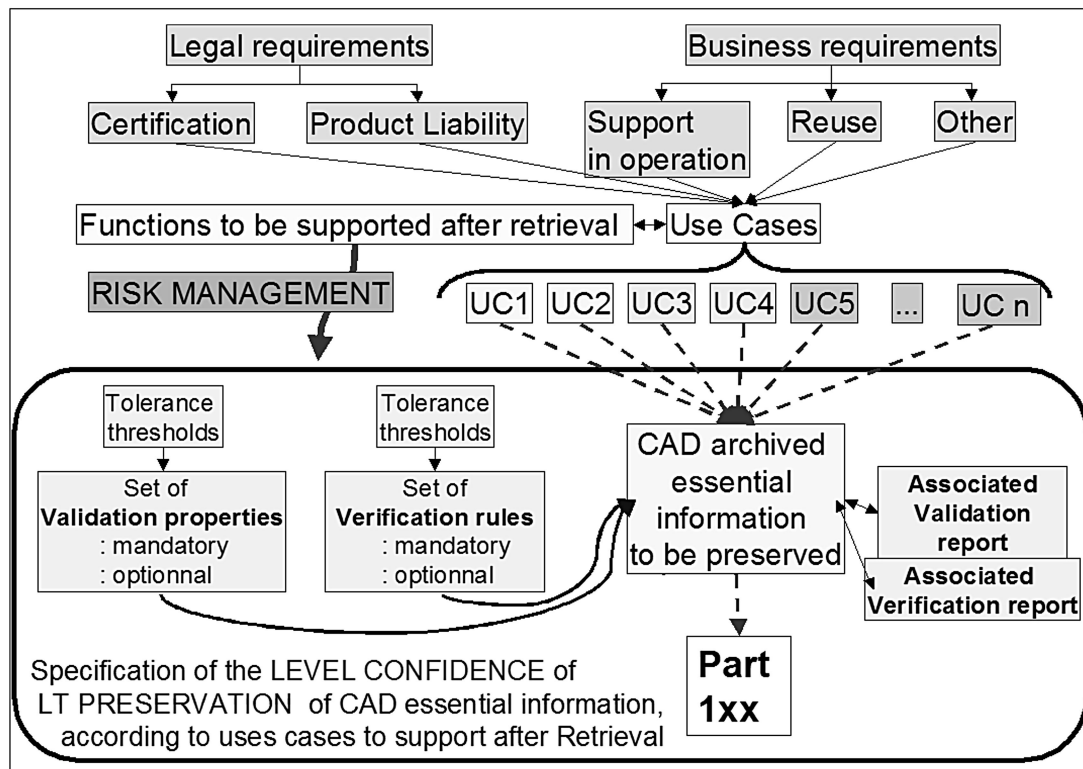 Legal requirements
Business requirements
Certification
Product Liability
Support
in operation
Reuse
Other
Functions to be supported after retrieval
Use Cases
RISK MANAGEMENT
UC1
UC2
UC3
UC4
UC5
...
UC n
Tolerance
thresholds
Tolerance
thresholds
Set of
Validation properties
: mandatory
: optionnal
Set of
Verification rules
: mandatory
: optionnal
CAD archived
essential
information
to be preserved
Associated
Validation
report
Associated
Verification report
Part
1xx
Specification of the LEVEL CONFIDENCE of
LT PRESERVATION of CAD essential information,
according to uses cases to support after Retrieval